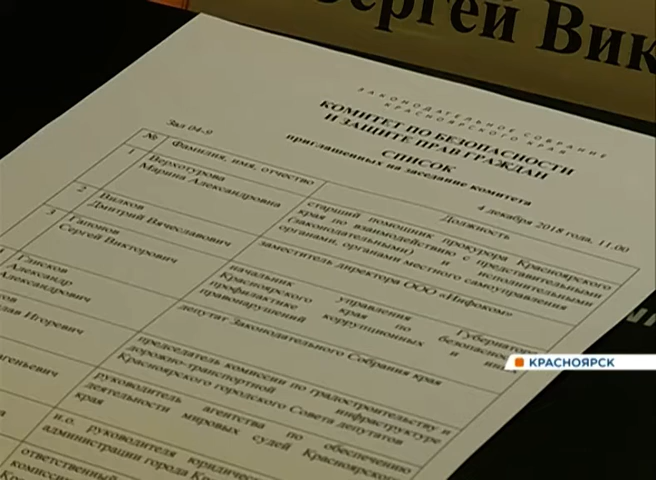 Сергей Вик
ЗАКОНОДАТЕЛЬНОЕ СОБРАНИЕ
КРАСНОЯРСКОГО КРАЯ
КОМИТЕТ ПО БЕЗОПАСНОСТИ
И ЗАЩИТЕ ПРАВ ГРАЖДАН
СПИСОК
приглашенных на заседание комитета
Зал 04-9
4 декабря 2018 года, 11.00
№ Фамилия, имя, отчество Должность
1 Верхотурова
Марина Александровна
старший помощник прокурора Красноярского
края по взаимодействию с представительными
(законодательными) и исполнительными
органами, органами местного самоуправления
2 Вилков
Дмитрий Вячеславович
заместитель директора ООО «Инфоком»
3 Гапонов
Сергей Викторович
начальник управления Губернатора
Красноярского края по безопасности
профилактике коррупционных и иных
правонарушений
Глисков
Александр
Александрович
депутат Законодательного Собрания края
слав Игоревич
председатель комиссии по градостроительству и
дорожно-транспортной инфраструктуре
Красноярского городского Совета депутатов
вгеньевич
руководитель агентства по обеспечению
деятельности мировых судей Красноярского
края
и.о. руководителя
администрации города
ответственный
КРАСНОЯРСК